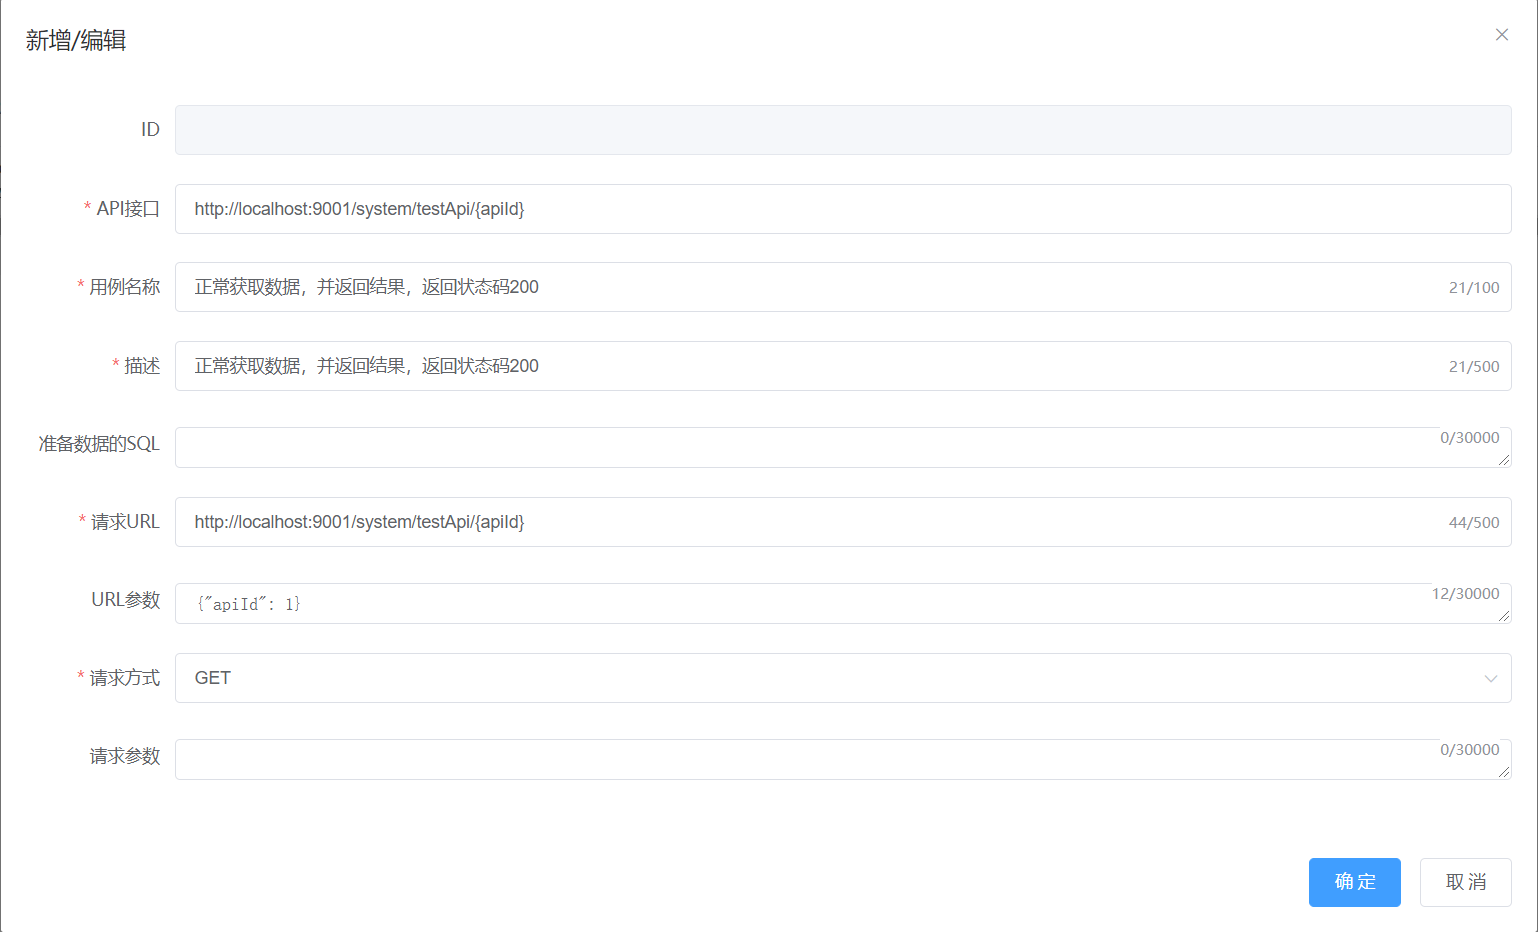 新增/编辑
ID
* API接口 http://localhost:9001/system/testApi/{apiId}
* 用例名称 正常获取数据，并返回结果，返回状态码200 21/100
* 描述 正常获取数据，并返回结果，返回状态码200 21/500
准备数据的SQL 0/30000
* 请求URL http://localhost:9001/system/testApi/{apiId} 44/500
URL参数 {"apiId": 1} 12/30000
* 请求方式 GET
请求参数 0/30000
确定 取消